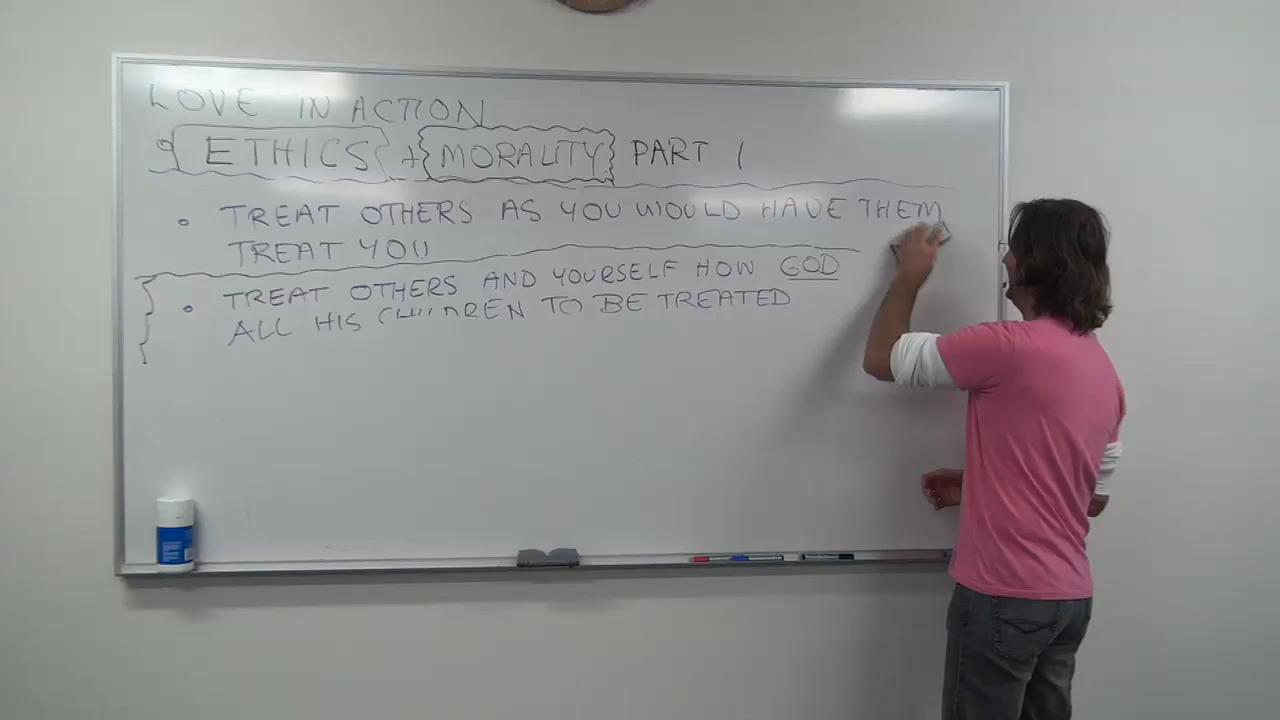 LOVE IN ACTION
ETHICS + MORALITY PART 1
• TREAT OTHERS AS YOU WOULD HAVE THEM
TREAT YOU
• TREAT OTHERS AND YOURSELF HOW GOD
ALL HIS CHILDREN TO BE TREATED